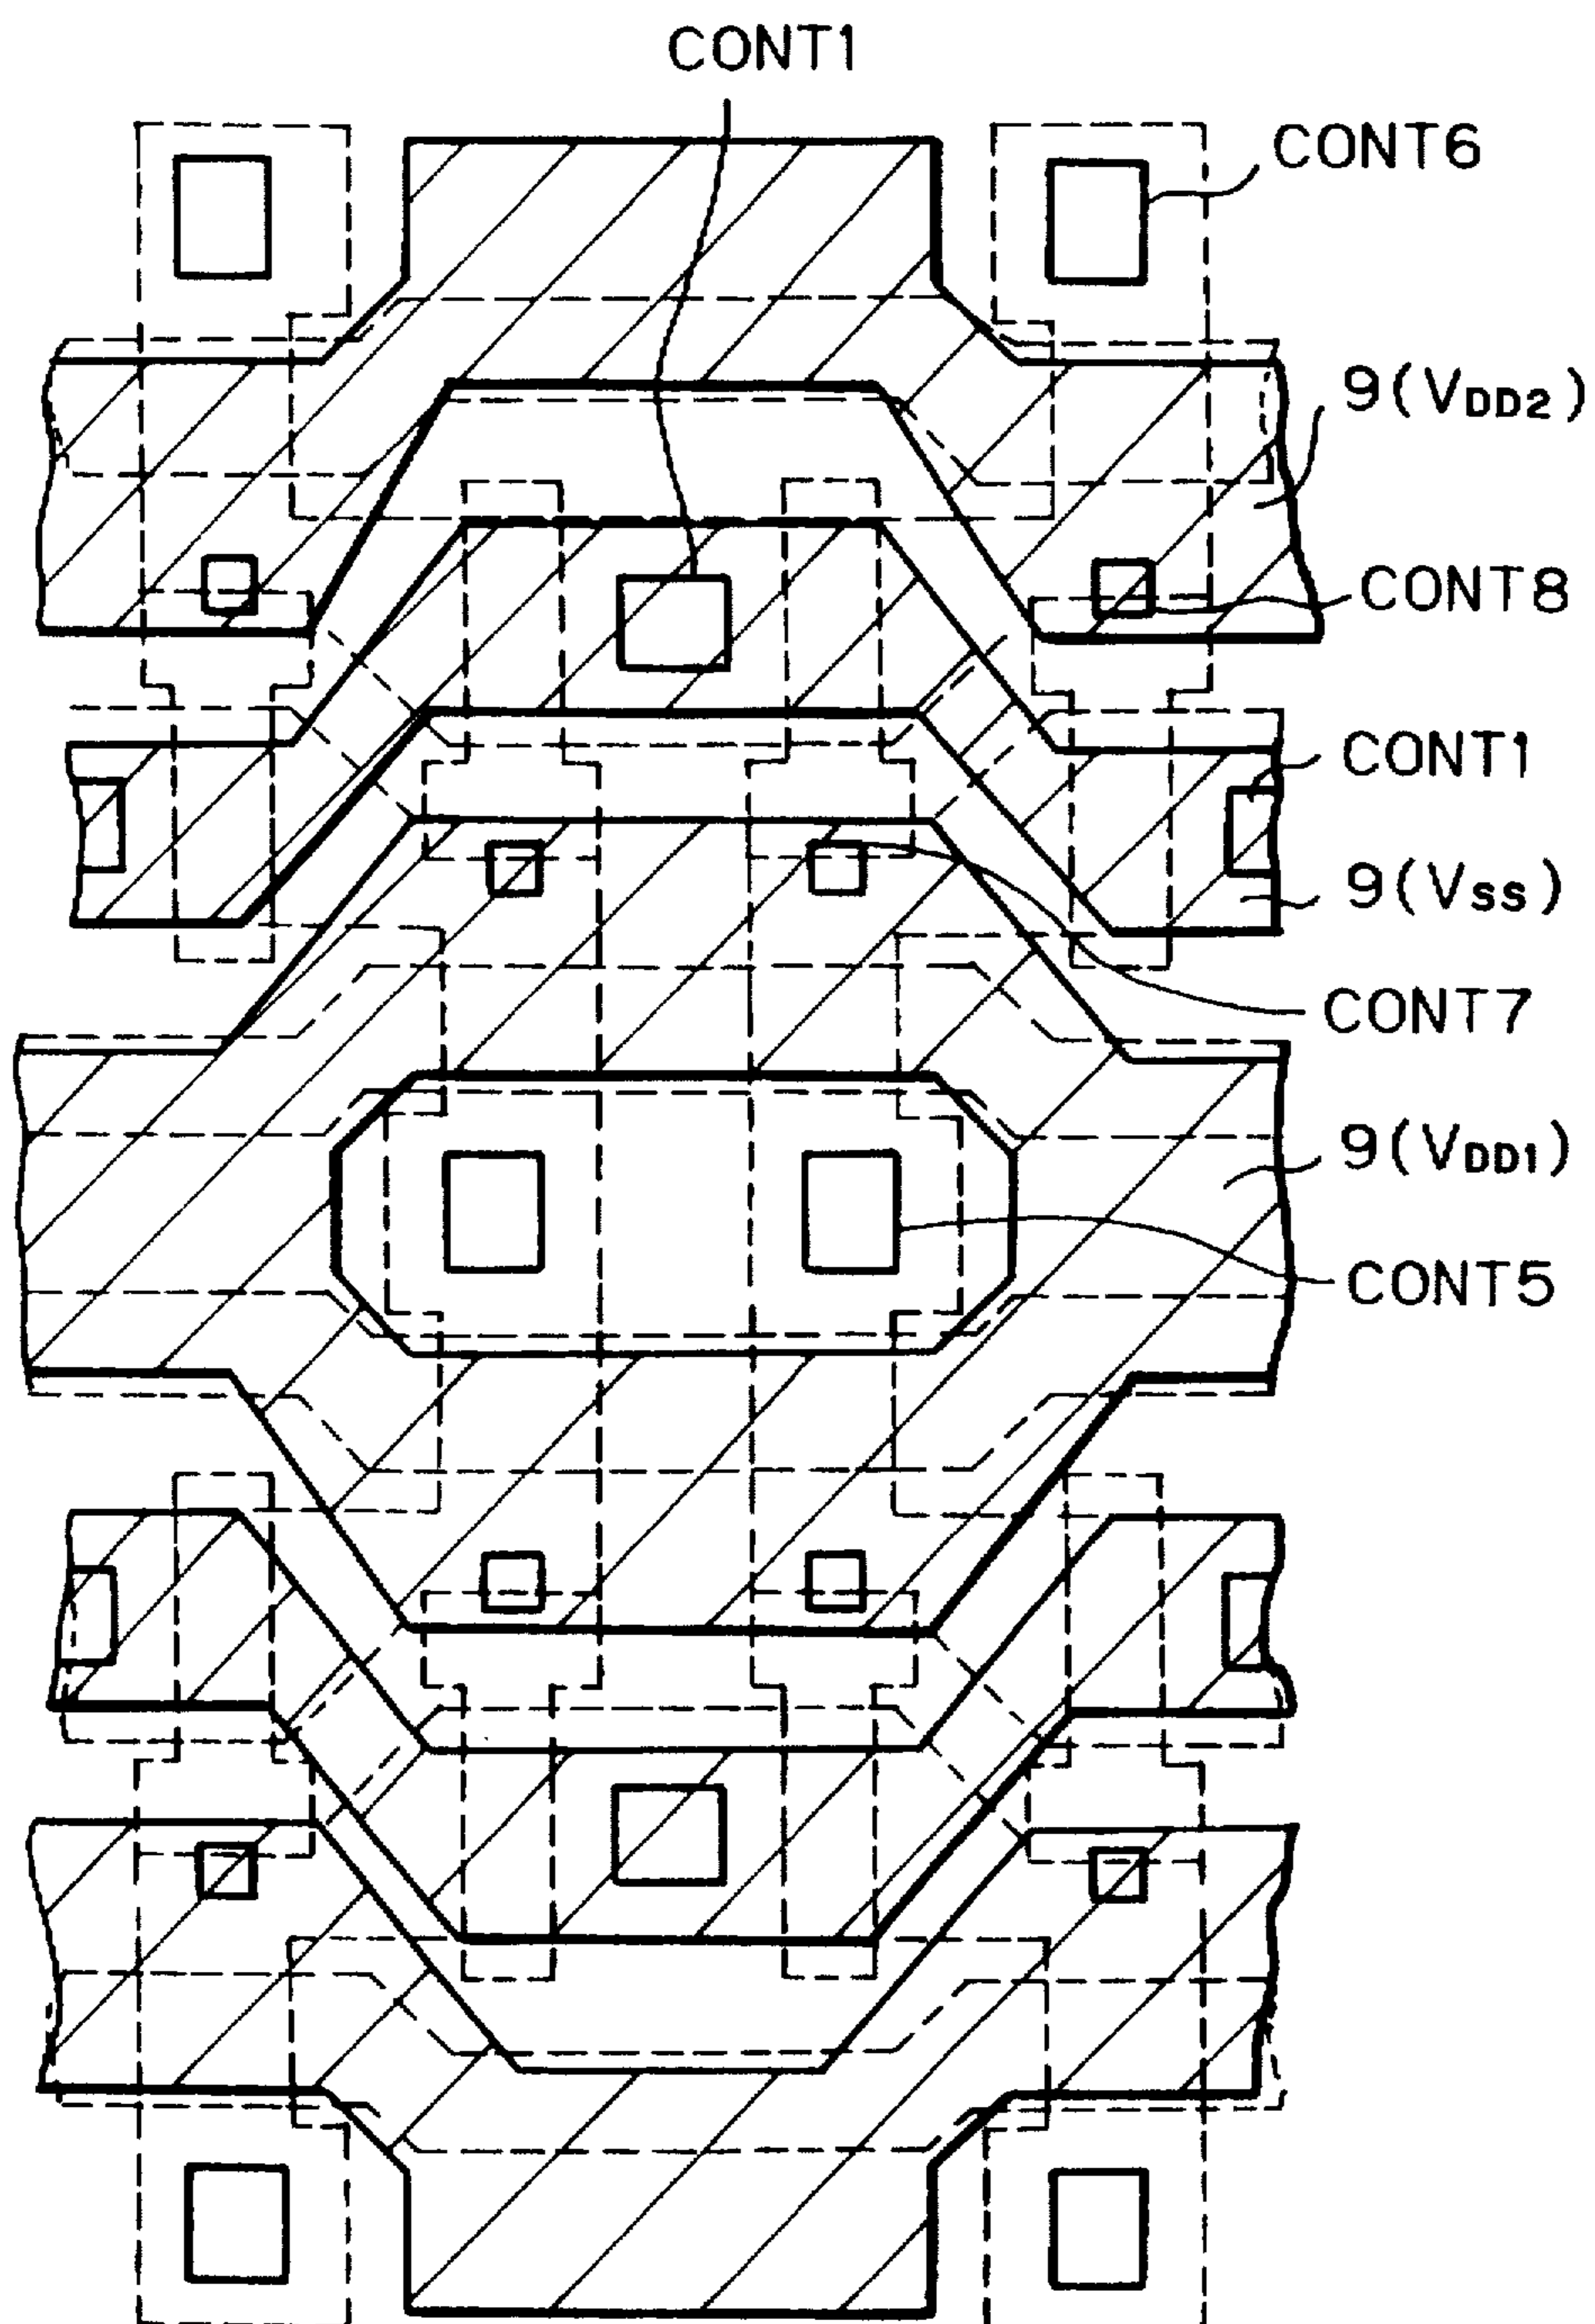 CONT1
CONT6
9(VDD2)
CONT8
CONT1
9(VSS)
CONT7
9(VDD1)
CONT5